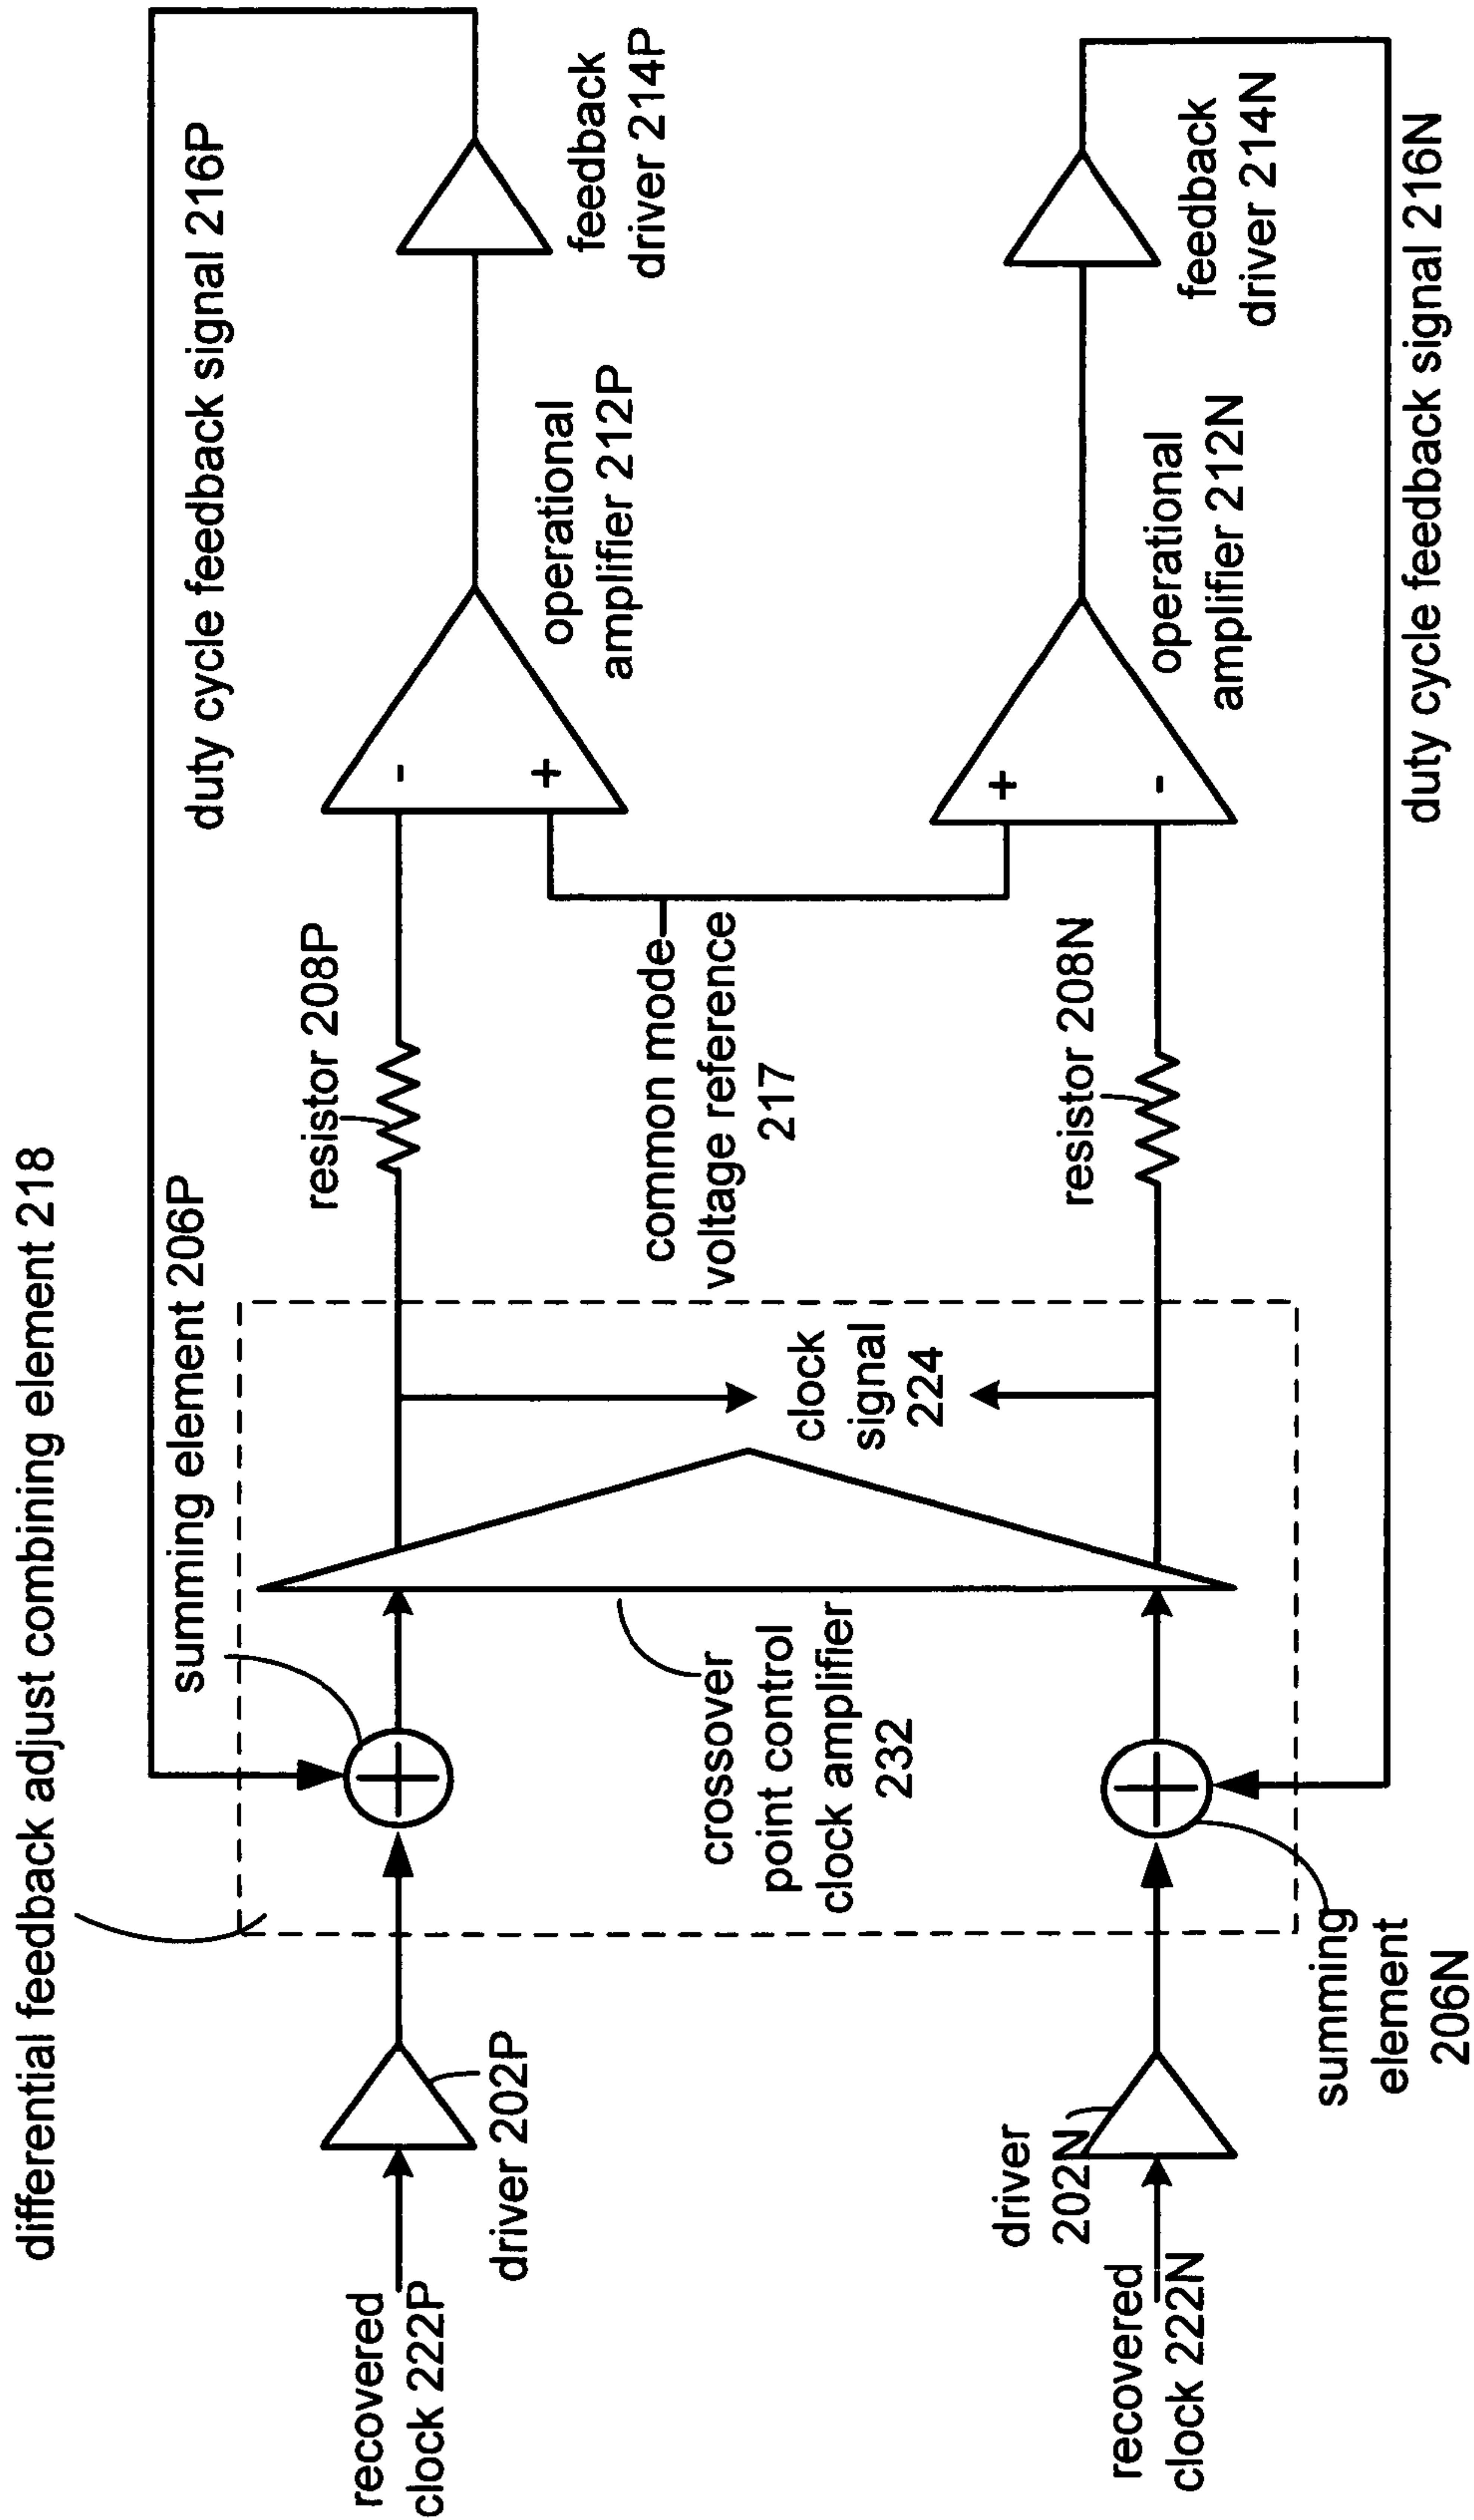 differential feedback adjust combining element 218
summing element 206P
duty cycle feedback signal 216P
resistor 208P
feedback
driver 214P
operational
amplifier 212P
recovered
clock 222P
driver 202P
common mode
voltage reference
217
crossover
point control
clock amplifier
232
clock
signal
224
-
+
+
-
driver
202N
recovered
clock 222N
resistor 208N
operational
amplifier 212N
feedback
driver 214N
summing
element
206N
duty cycle feedback signal 216N